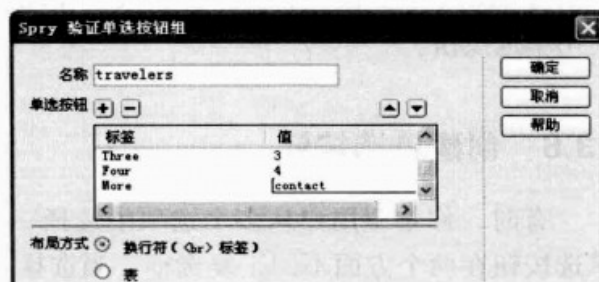 Spry 验证单选按钮组
名称 travelers
确定
取消
帮助
单选按钮
标签 值
Three 3
Four 4
More contact
布局方式 换行符(<br> 标签)
表